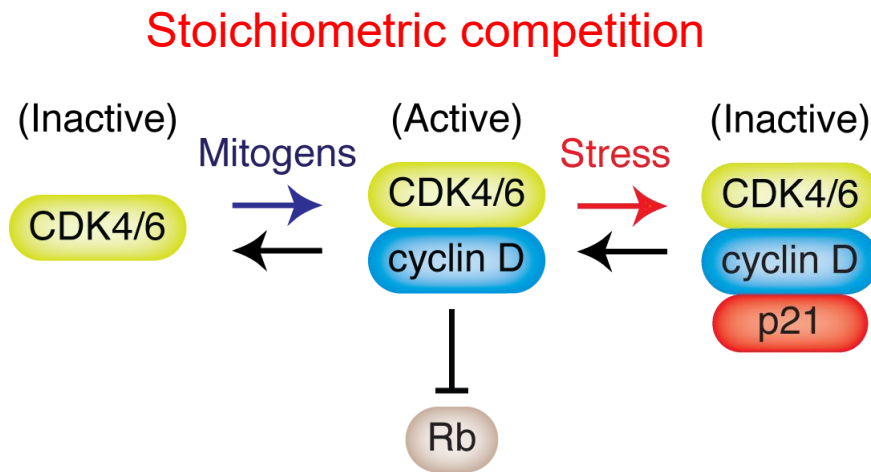 Stoichiometric competition
(Inactive) (Active) (Inactive)
Mitogens Stress
CDK4/6 CDK4/6 CDK4/6
cyclin D cyclin D
p21
Rb